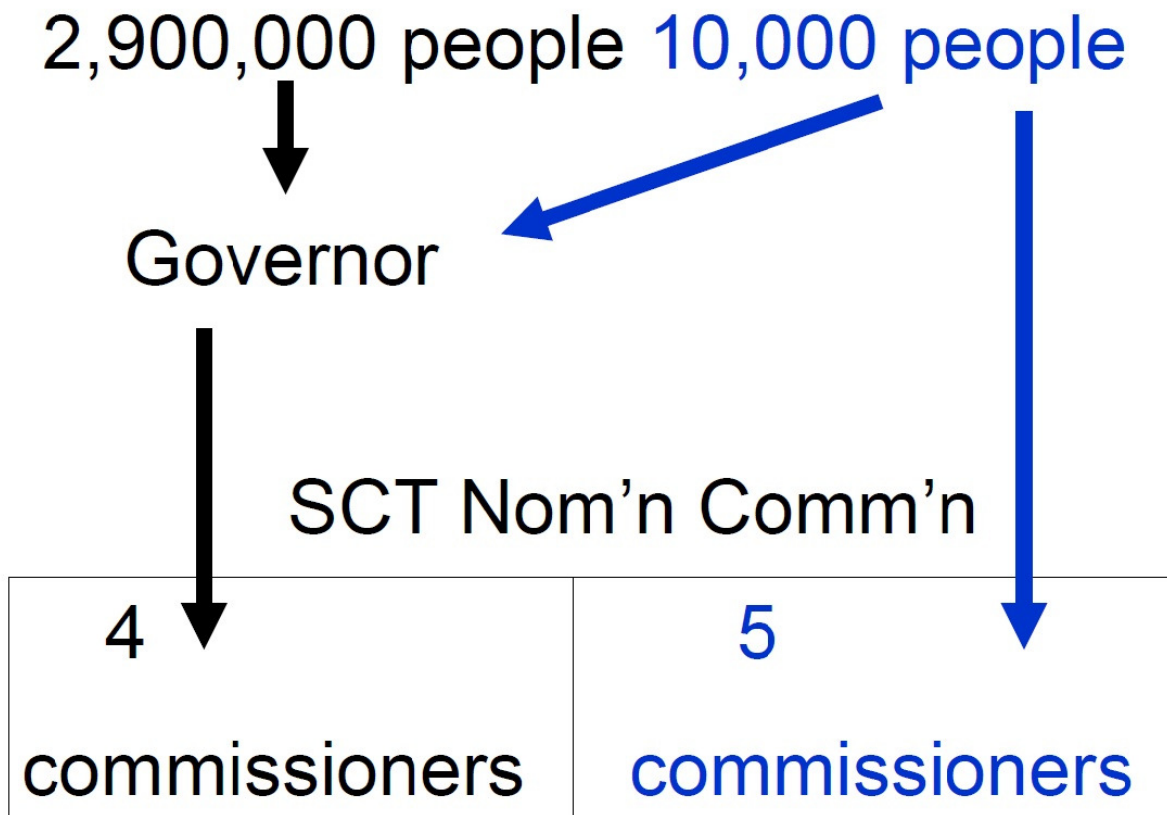 2,900,000 people 10,000 people
Governor
SCT Nom’n Comm’n
4 5
commissioners commissioners